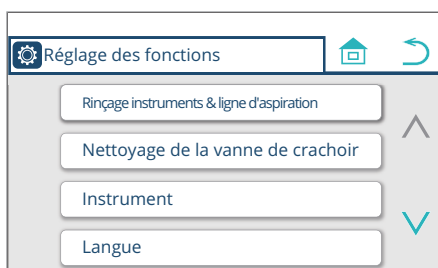 Réglage des fonctions
Rinçage instruments & ligne d'aspiration
Nettoyage de la vanne de crachoir
Instrument
Langue